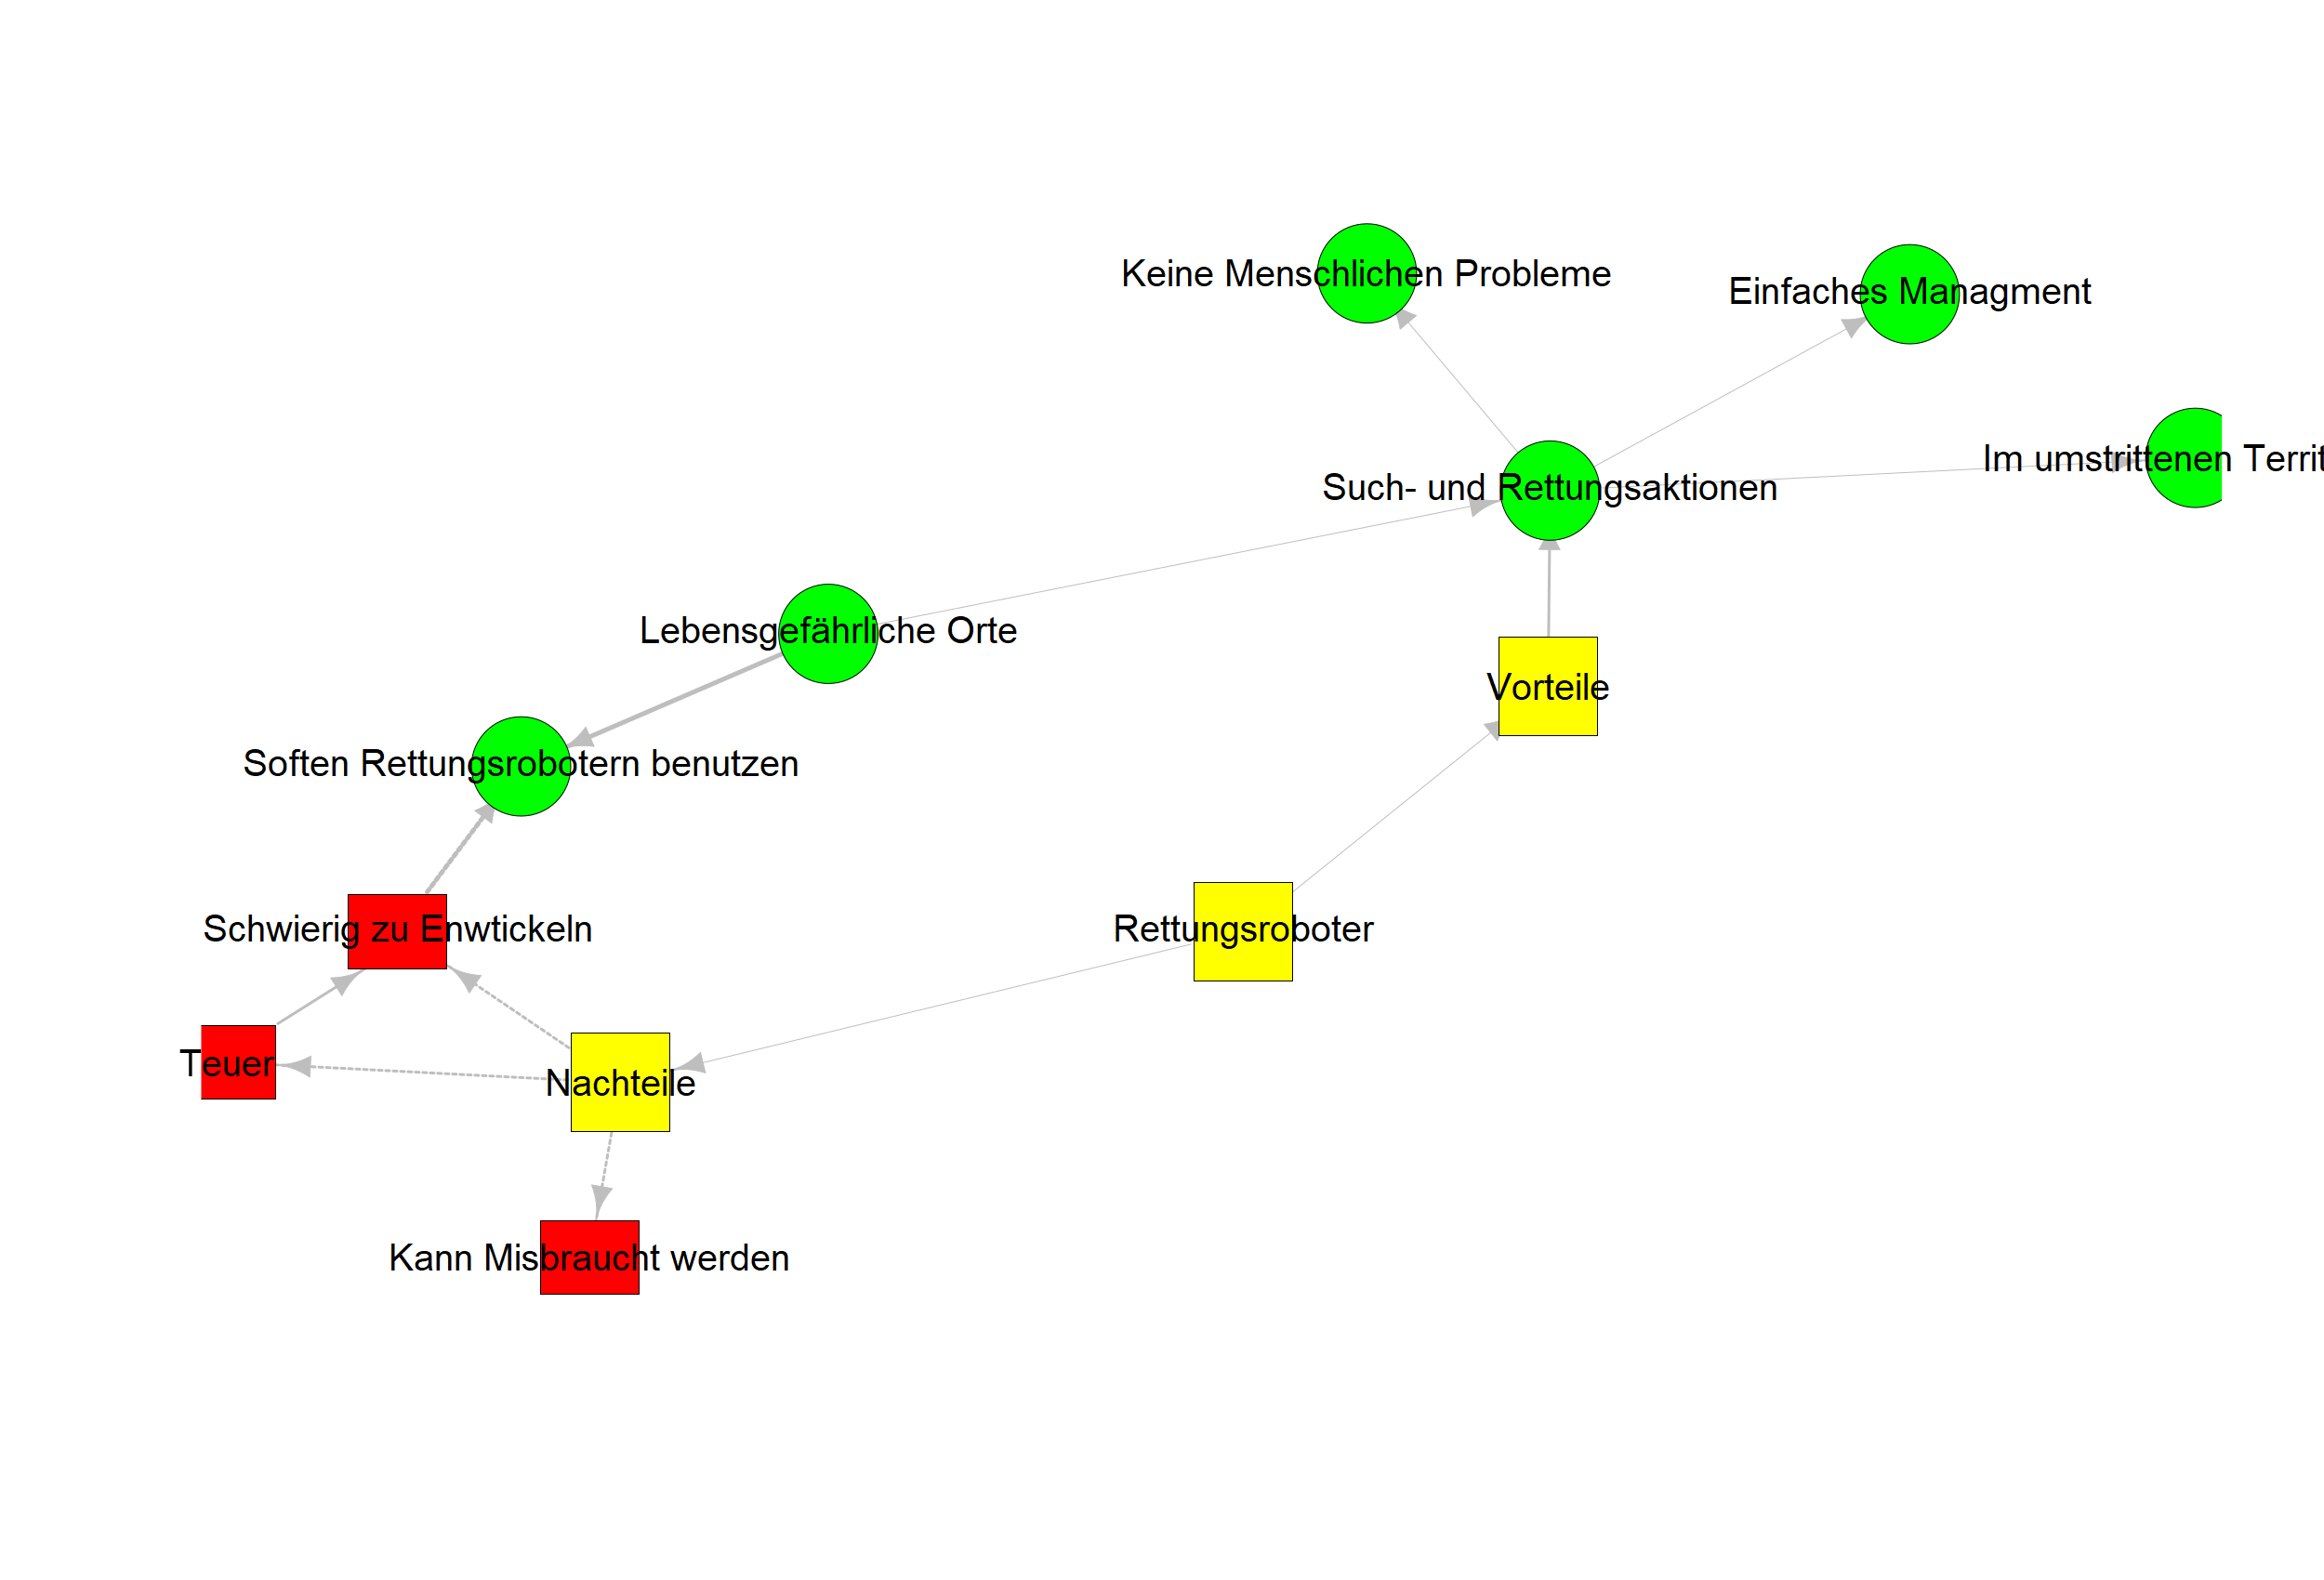 Keine Menschlichen Probleme
Einfaches Managment
Im umstrittenen
Such- und Rettungsaktionen
Lebensgefährliche Orte
Vorteile
Soften Rettungsrobotern benutzen
Schwierig zu Enwtickeln
Rettungsroboter
Teuer
Nachteile
Kann Misbraucht werden